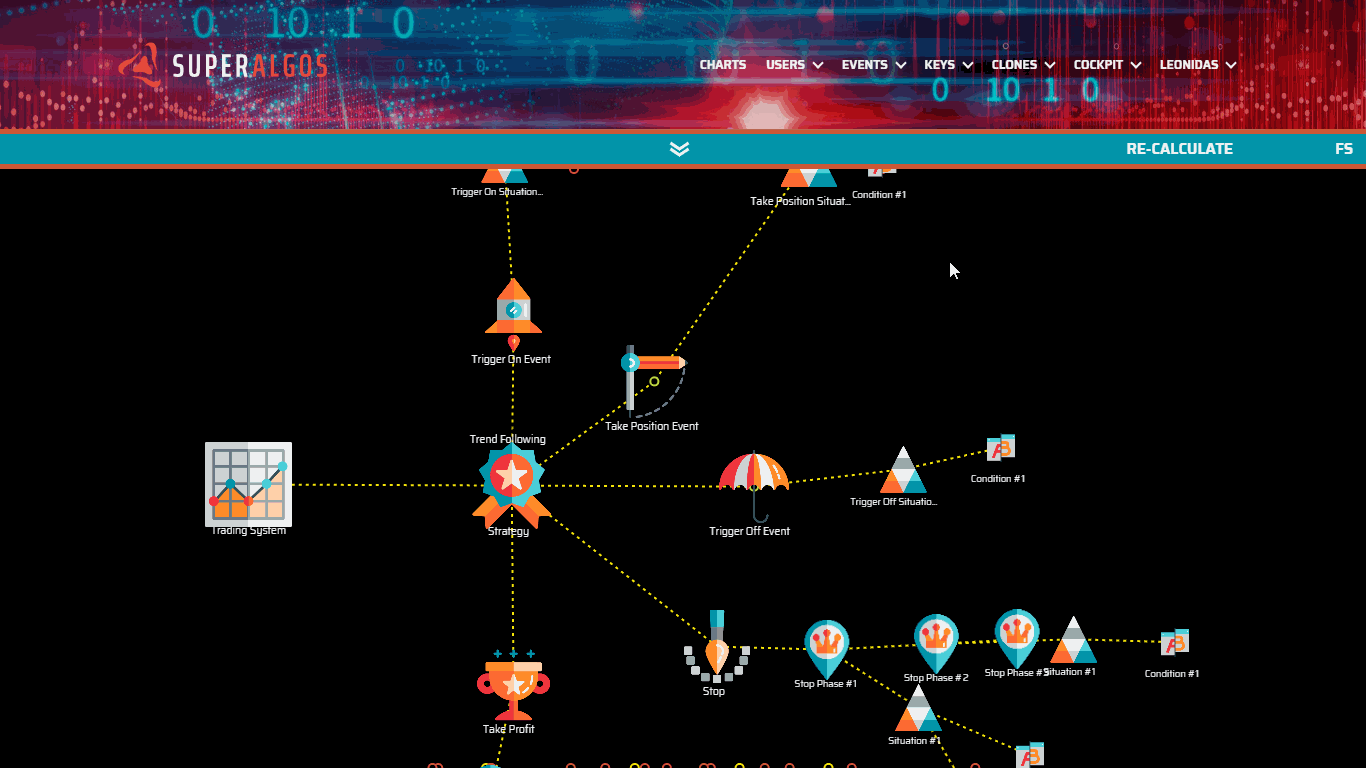 0 10 1 0
SUPERALGOS
CHARTS USERS EVENTS KEYS CLONES COCKPIT LEONIDAS
0 10 1 0
RE-CALCULATE FS
Trigger On Situation...
Take Position Situat...
Condition #1
Trigger On Event
Take Position Event
Trend Following
Trading System
Strategy
Trigger Off Event
Trigger Off Situatio...
Condition #1
Stop
Stop Phase #1
Stop Phase #2
Stop Phase #3
Situation #1
Condition #1
Take Profit
Situation #1